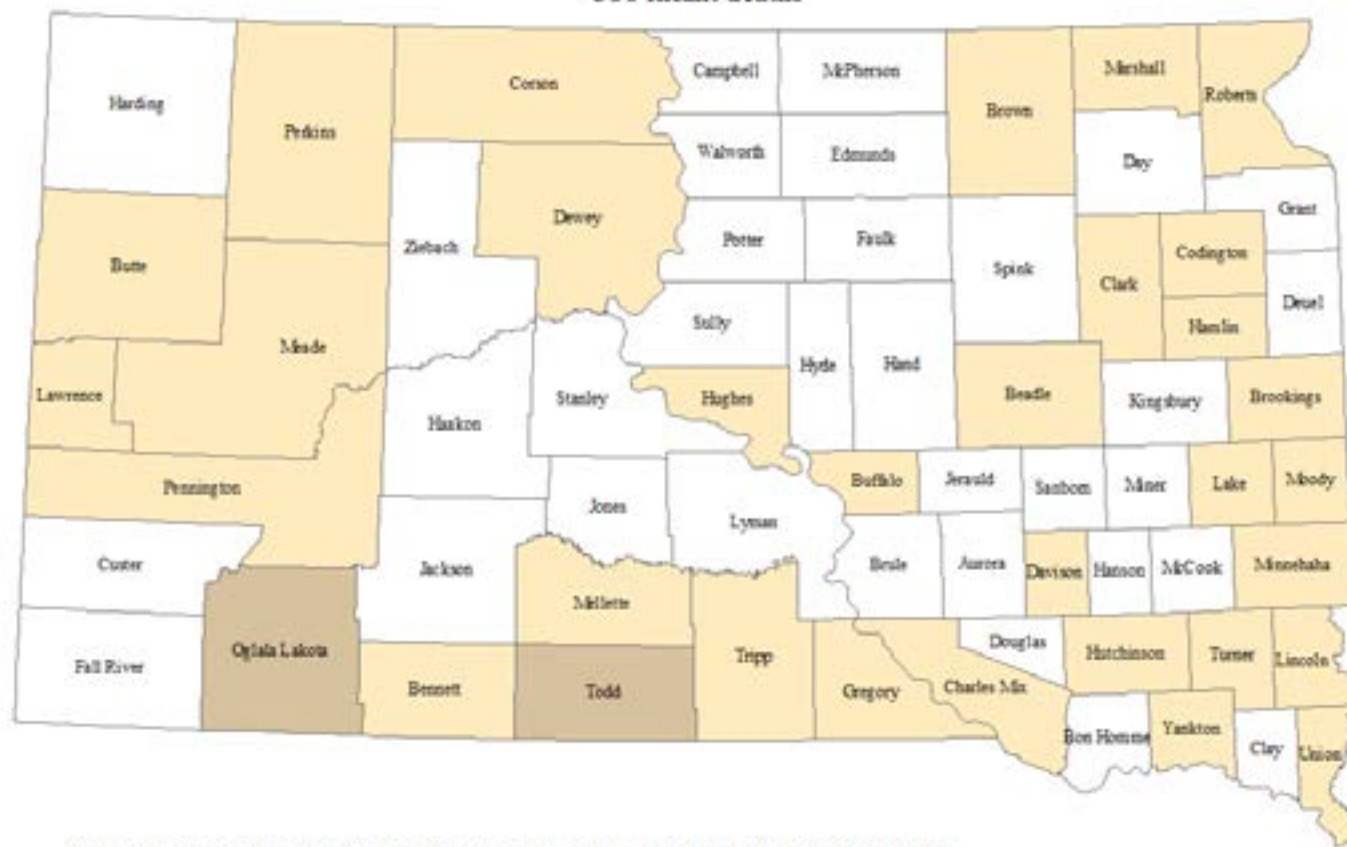 Campbell
McPherson
Marshall
Corson
Roberts
Harding
Brown
Perkins
Walworth
Edmunds
Day
Dewey
Grant
Ziebach
Potter
Faulk
Codington
Butte
Spink
Clark
Deuel
Sully
Hamlin
Meade
Hyde
Hand
Lawrence
Stanley
Hughes
Beadle
Kingsbury
Brookings
Haakon
Pennington
Buffalo
Jerauld
Sanborn
Miner
Lake
Moody
Jones
Lyman
Custer
Jackson
Brule
Aurora
Davison
Hanson
McCook
Minnehaha
Mellette
Oglala Lakota
Tripp
Douglas
Hutchinson
Turner
Lincoln
Fall River
Bennett
Todd
Gregory
Charles Mix
Bon Homme
Yankton
Clay
Union